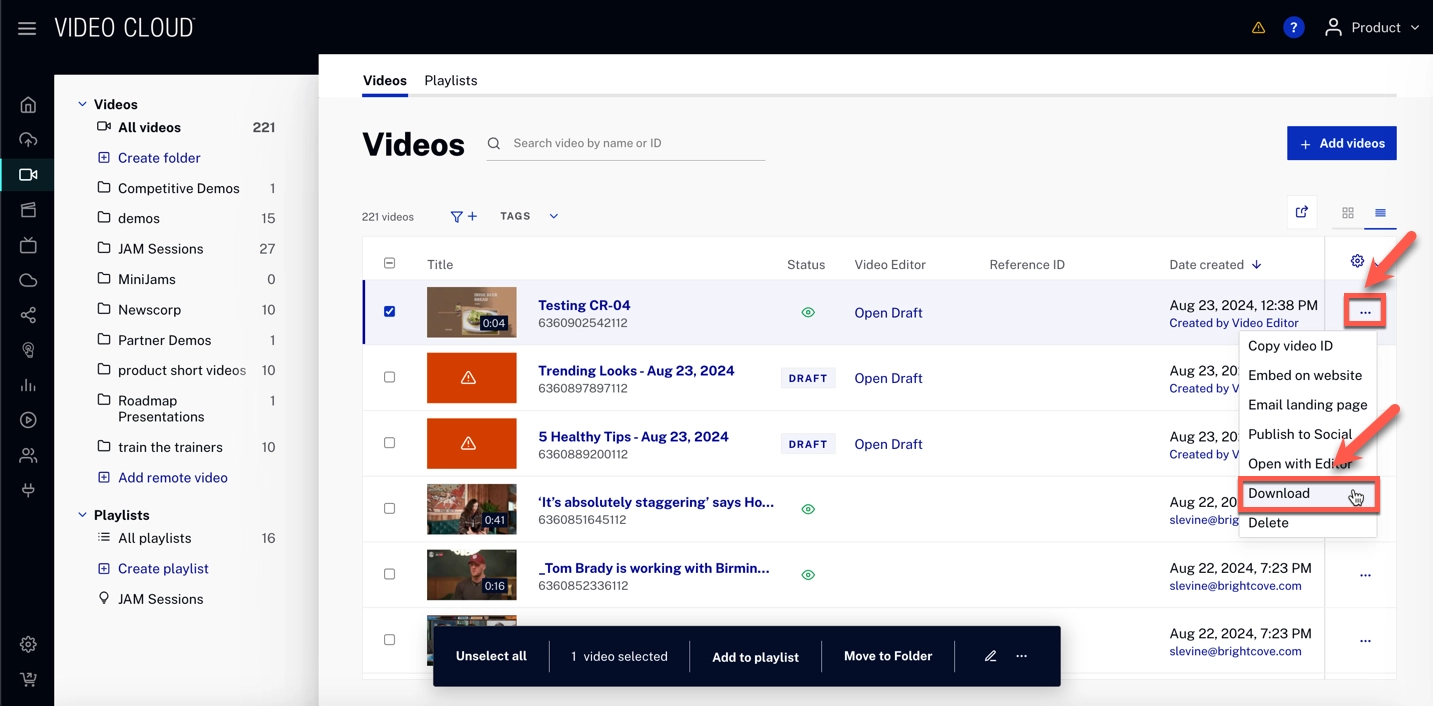 VIDEO CLOUD
?
Product
Videos
All videos 221
Create folder
Competitive Demos 1
demos 15
JAM Sessions 27
MiniJams 0
Newscorp 10
Partner Demos 1
product short videos 10
Roadmap Presentations 1
train the trainers 10
Add remote video
Playlists
All playlists 16
Create playlist
JAM Sessions
Videos Playlists
Videos
Search video by name or ID
+ Add videos
221 videos
TAGS
Title Status Video Editor Reference ID Date created
0:04
Testing CR-04
6360902542112
Open Draft
Aug 23, 2024, 12:38 PM
Created by Video Editor
...
Trending Looks - Aug 23, 2024
6360897897112
DRAFT
Open Draft
Aug 23, 20
Created by V
5 Healthy Tips - Aug 23, 2024
6360889200112
DRAFT
Open Draft
Aug 23, 20
Created by V
0:41
‘It’s absolutely staggering’ says Ho...
6360851645112
Aug 22, 20
slevine@brig
0:16
_Tom Brady is working with Birmin...
6360852336112
Aug 22, 2024, 7:23 PM
slevine@brightcove.com
...
Aug 22, 2024, 7:23 PM
slevine@brightcove.com
...
Copy video ID
Embed on website
Email landing page
Publish to Social
Open with Editor
Download
Delete
Unselect all
1 video selected
Add to playlist
Move to Folder
...